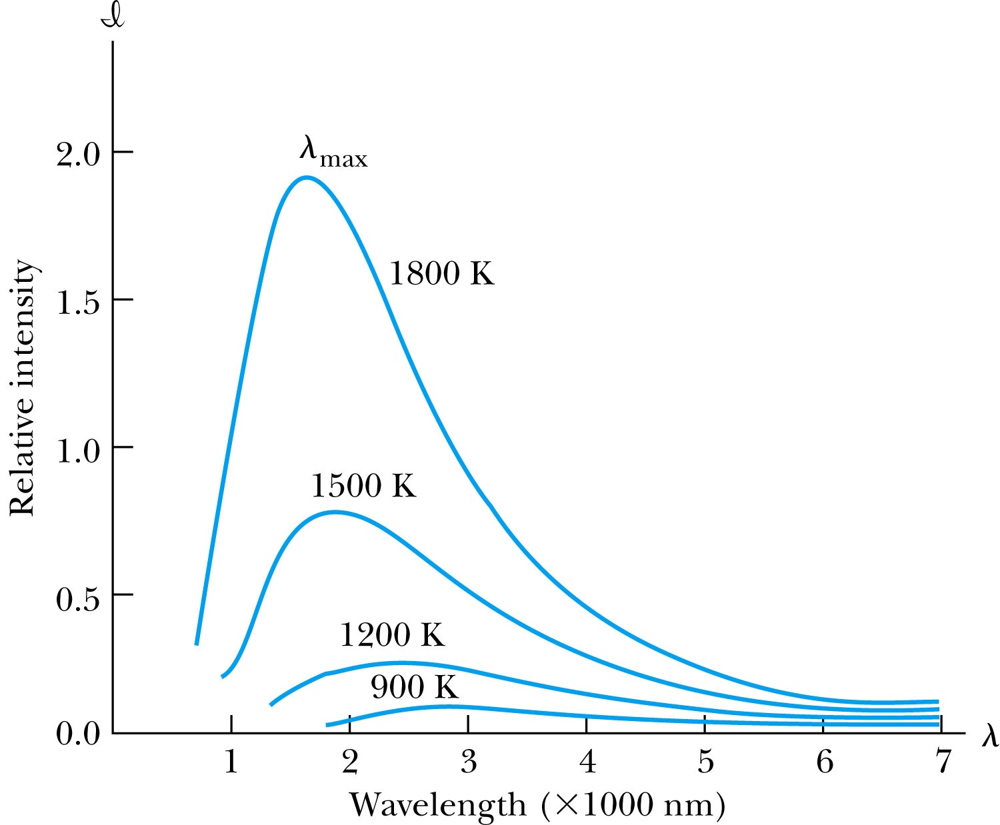 ℐ
2.0
λmax
1800 K
1.5
Relative intensity
1.0
1500 K
0.5
1200 K
900 K
0.0
λ
1 2 3 4 5 6 7
Wavelength (×1000 nm)